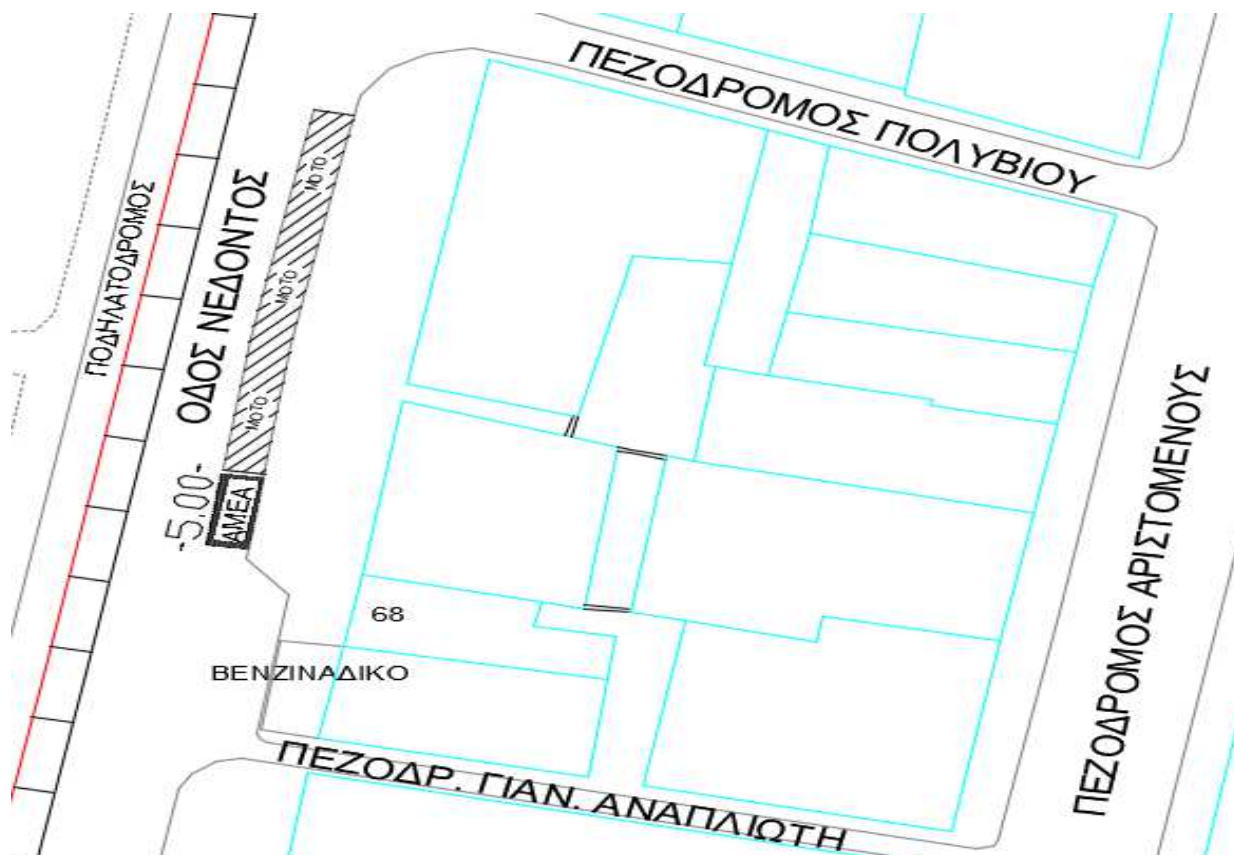 ΠΕΖΟΔΡΟΜΟΣ ΠΟΛΥΒΙΟΥ
ΜΟΤΟ
ΠΟΔΗΛΑΤΟΔΡΟΜΟΣ
ΟΔΟΣ ΝΕΔΟΝΤΟΣ
ΜΟΤΟ
ΜΟΤΟ
-5.00-
ΑΜΕΑ
ΠΕΖΟΔΡΟΜΟΣ ΑΡΙΣΤΟΜΕΝΟΥΣ
68
ΒΕΝΖΙΝΑΔΙΚΟ
ΠΕΖΟΔΡ. ΓΙΑΝ. ΑΝΑΠΛΙΩΤΗ